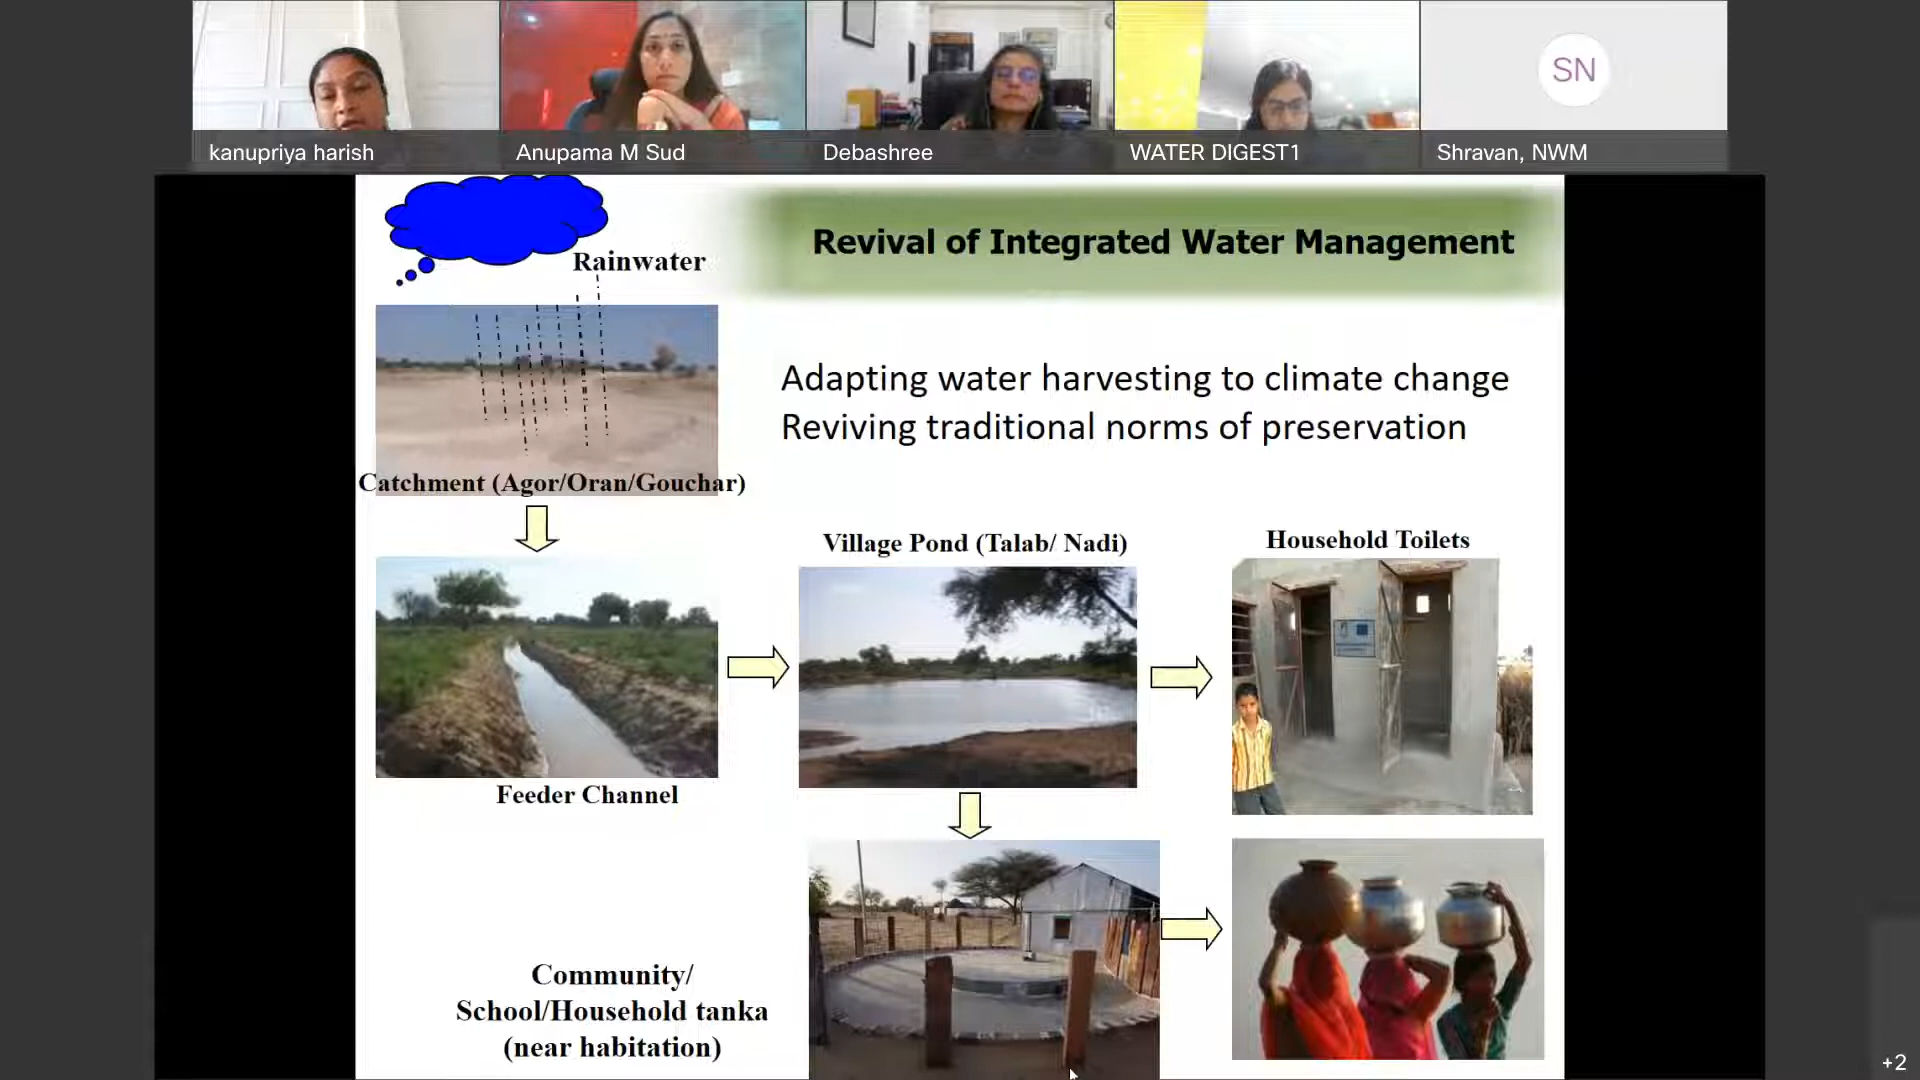 kanupriya harish
Anupama M Sud
Debashree
WATER DIGEST1
SN
Shravan, NWM
Revival of Integrated Water Management
Rainwater
Adapting water harvesting to climate change
Reviving traditional norms of preservation
Catchment (Agor/Oran/Gouchar)
Village Pond (Talab/ Nadi)
Household Toilets
Feeder Channel
Community/
School/Household tanka
(near habitation)
+2